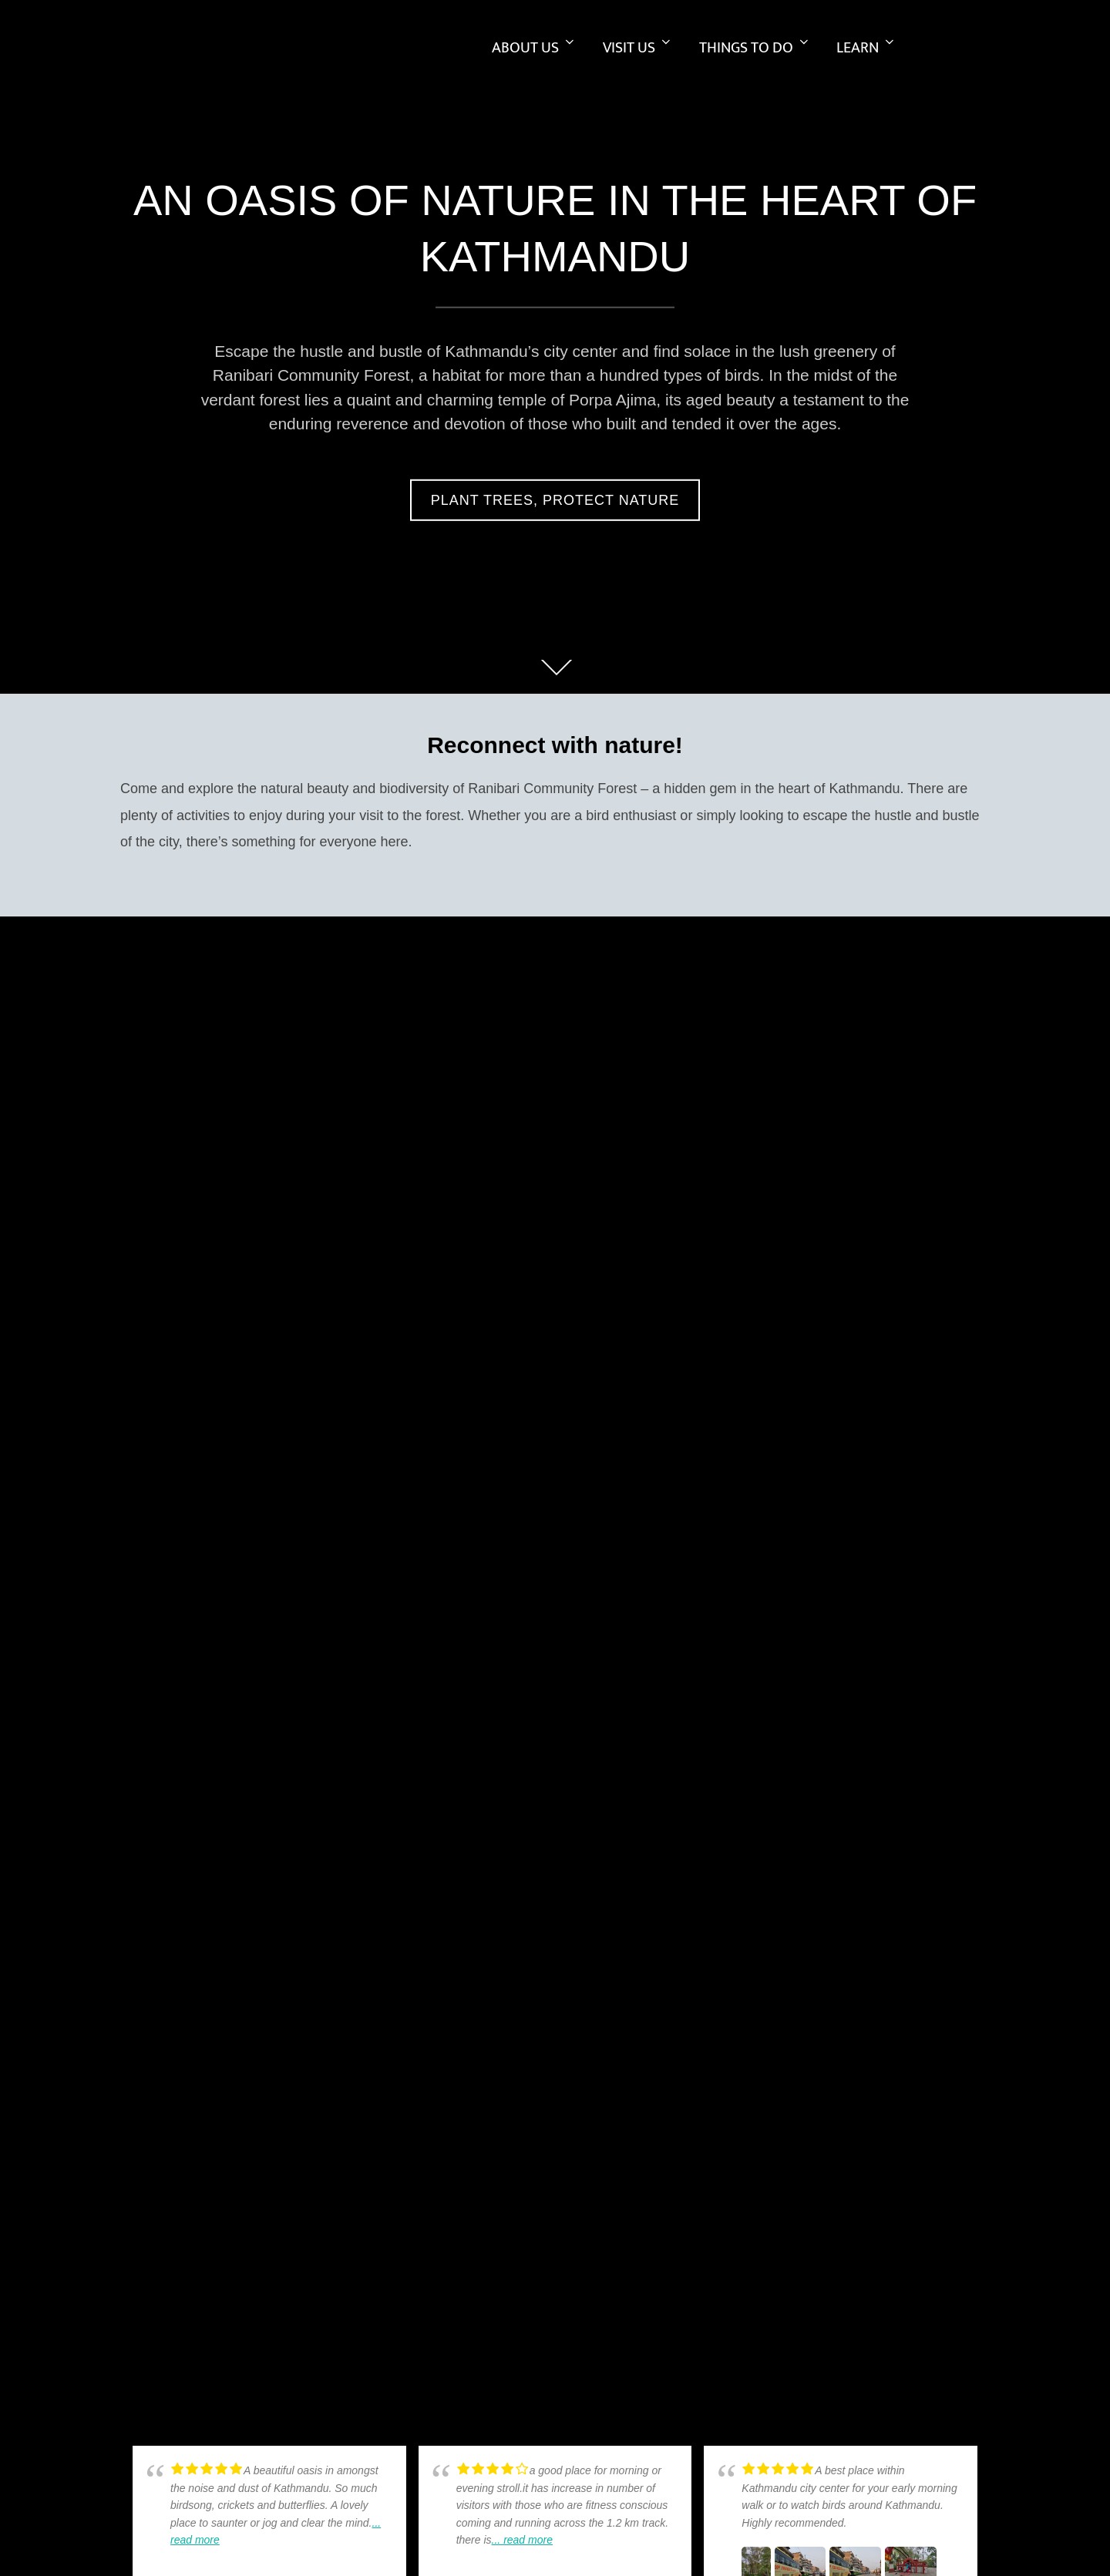 ABOUT US VISIT US THINGS TO DO LEARN
AN OASIS OF NATURE IN THE HEART OF
KATHMANDU
Escape the hustle and bustle of Kathmandu’s city center and find solace in the lush greenery of
Ranibari Community Forest, a habitat for more than a hundred types of birds. In the midst of the
verdant forest lies a quaint and charming temple of Porpa Ajima, its aged beauty a testament to the
enduring reverence and devotion of those who built and tended it over the ages.
PLANT TREES, PROTECT NATURE
Reconnect with nature!
Come and explore the natural beauty and biodiversity of Ranibari Community Forest – a hidden gem in the heart of Kathmandu. There are
plenty of activities to enjoy during your visit to the forest. Whether you are a bird enthusiast or simply looking to escape the hustle and bustle
of the city, there’s something for everyone here.
“
A beautiful oasis in amongst
the noise and dust of Kathmandu. So much
birdsong, crickets and butterflies. A lovely
place to saunter or jog and clear the mind....
read more
“
a good place for morning or
evening stroll.it has increase in number of
visitors with those who are fitness conscious
coming and running across the 1.2 km track.
there is... read more
“
A best place within
Kathmandu city center for your early morning
walk or to watch birds around Kathmandu.
Highly recommended.